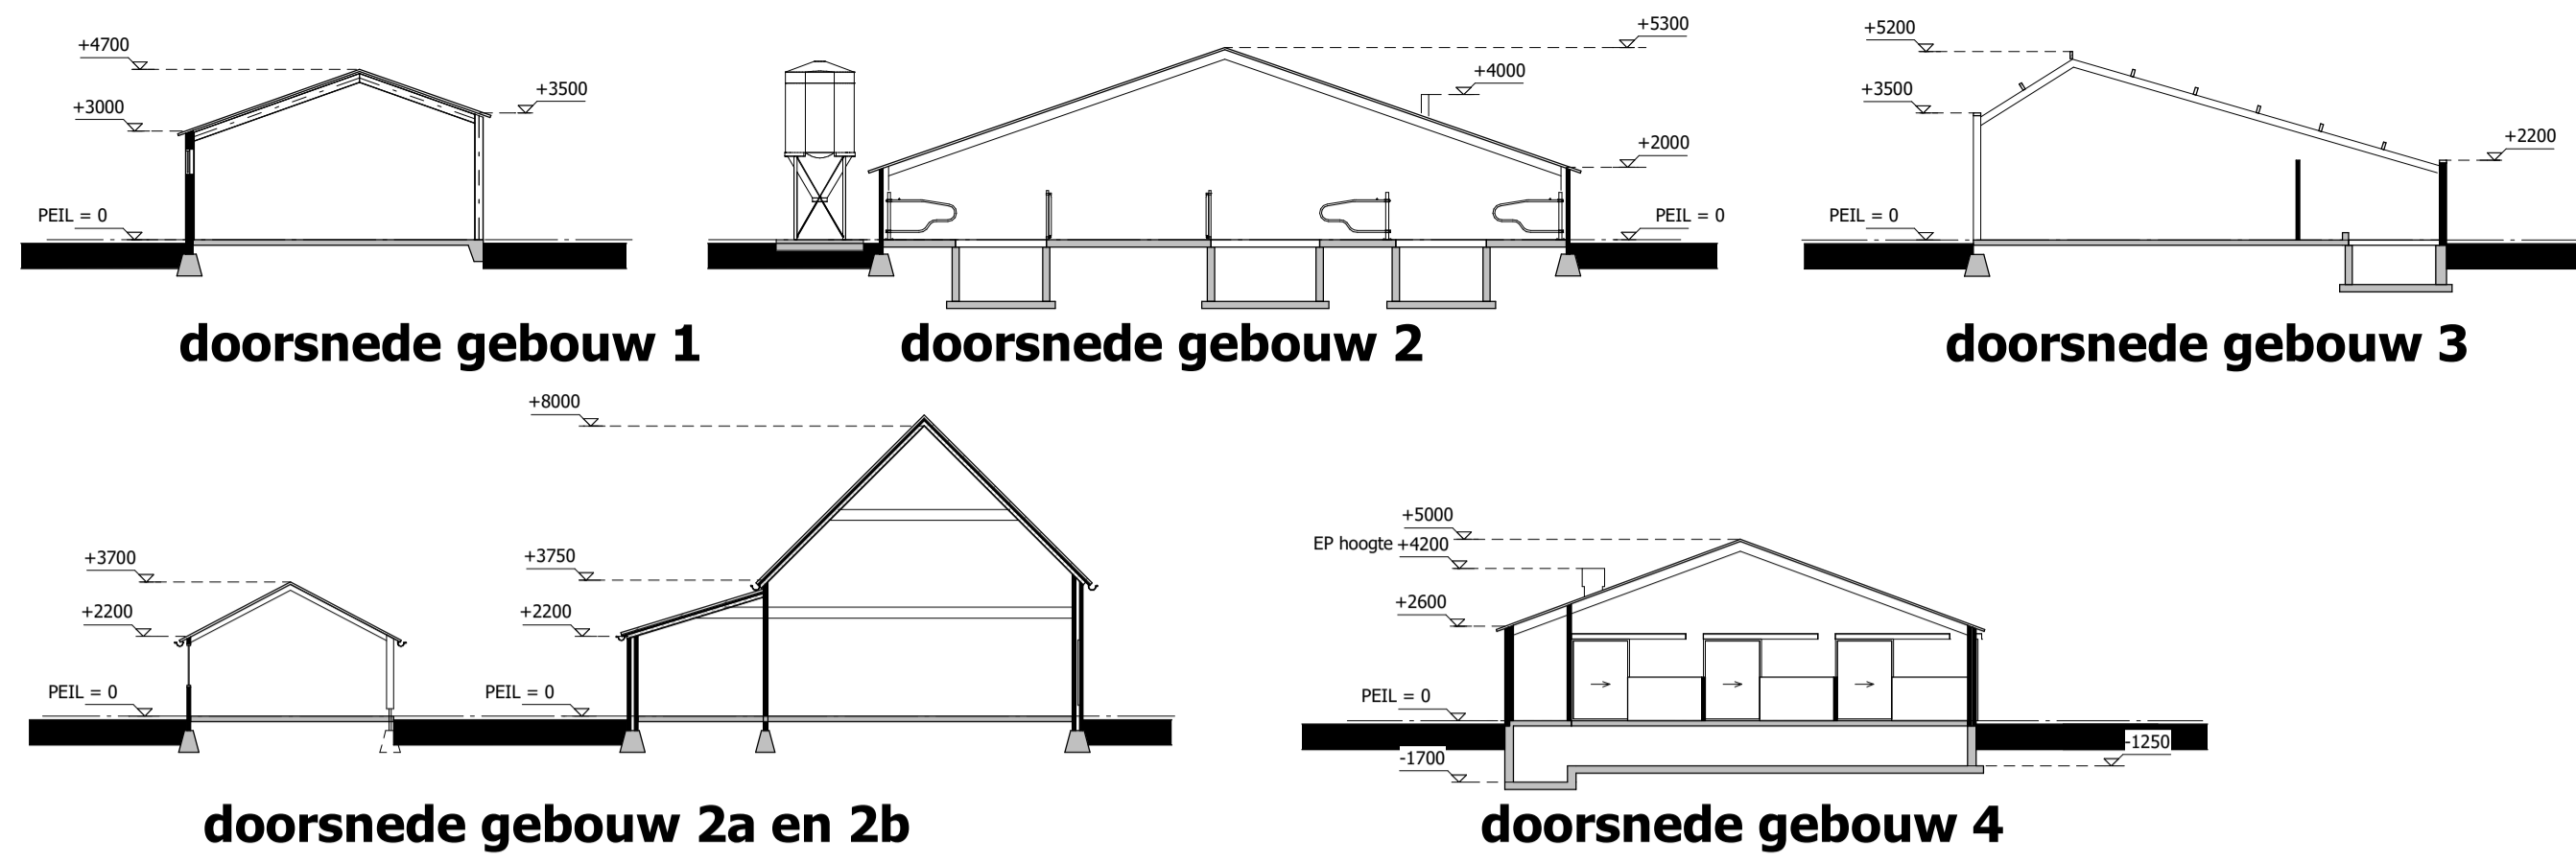 +4700
+3000
+3500
PEIL = 0
doorsnede gebouw 1
+5300
+4000
+2000
PEIL = 0
doorsnede gebouw 2
+5200
+3500
+2200
PEIL = 0
doorsnede gebouw 3
+3700
+2200
PEIL = 0
+8000
+3750
+2200
PEIL = 0
doorsnede gebouw 2a en 2b
+5000
EP hoogte +4200
+2600
PEIL = 0
-1700
-1250
doorsnede gebouw 4